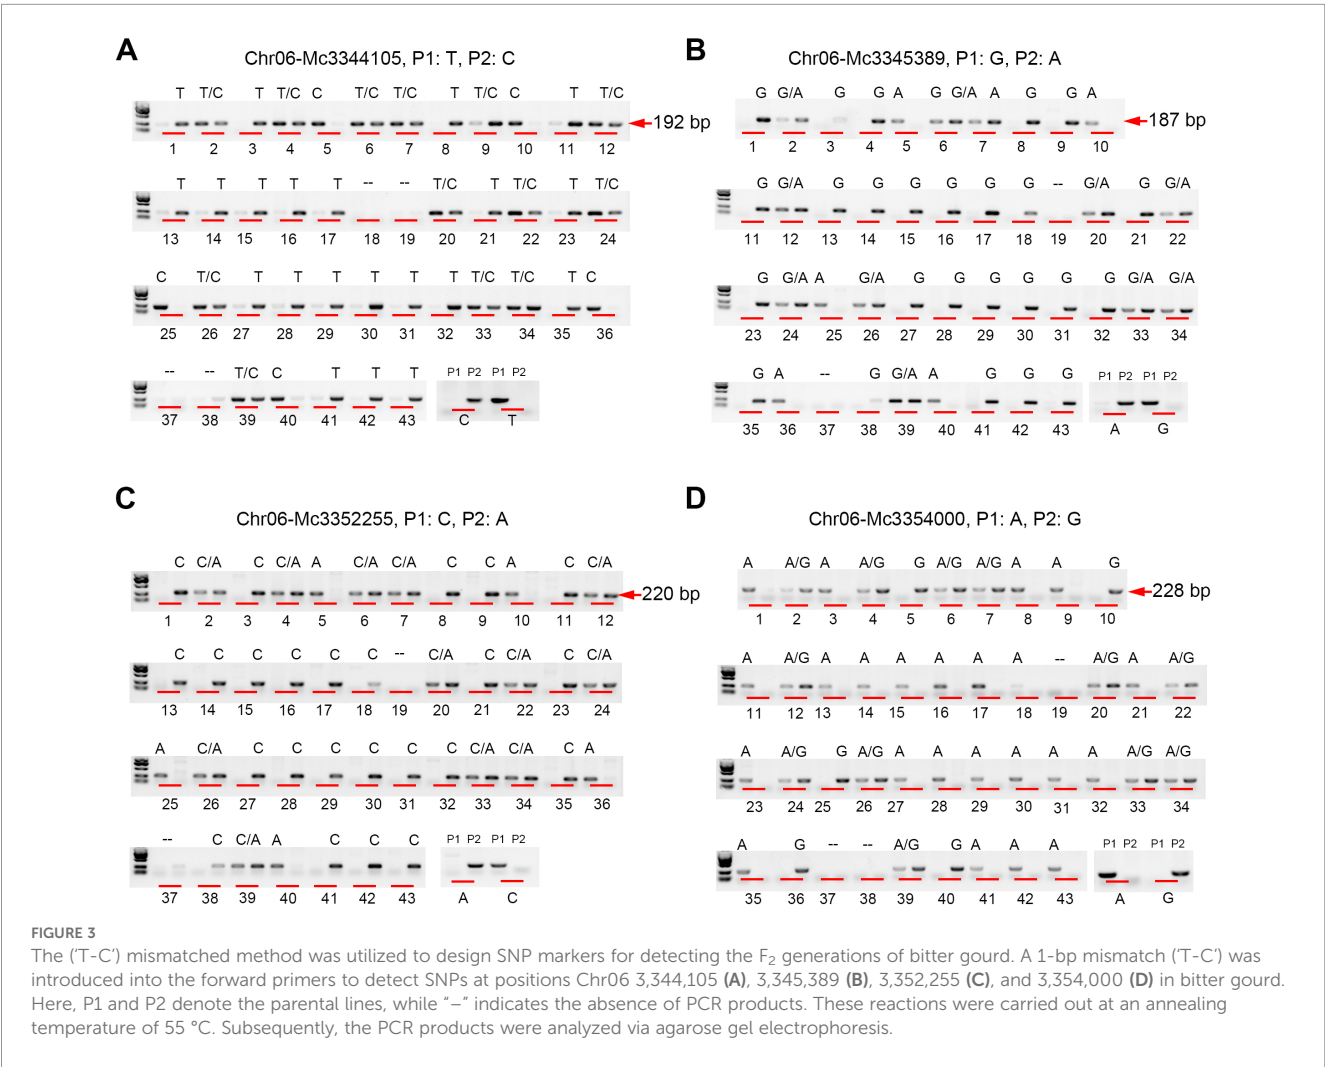 A
Chr06-Mc3344105, P1: T, P2: C
T T/C T T/C C T/C T/C T T/C C T T/C
192 bp
1 2 3 4 5 6 7 8 9 10 11 12
T T T T T -- -- T/C T T/C T T/C
13 14 15 16 17 18 19 20 21 22 23 24
C T/C T T T T T T T/C T/C T C
25 26 27 28 29 30 31 32 33 34 35 36
-- -- T/C C T T T P1 P2 P1 P2
37 38 39 40 41 42 43 C T
B
Chr06-Mc3345389, P1: G, P2: A
G G/A G G A G G/A A G G A
187 bp
1 2 3 4 5 6 7 8 9 10
G G/A G G G G G G -- G/A G G/A
11 12 13 14 15 16 17 18 19 20 21 22
G G/A A G/A G G G G G G G/A G/A
23 24 25 26 27 28 29 30 31 32 33 34
G A -- G G/A A G G G P1 P2 P1 P2
35 36 37 38 39 40 41 42 43 A G
C
Chr06-Mc3352255, P1: C, P2: A
C C/A C C/A A C/A C/A C C A C C/A
220 bp
1 2 3 4 5 6 7 8 9 10 11 12
C C C C C C -- C/A C C/A C C/A
13 14 15 16 17 18 19 20 21 22 23 24
A C/A C C C C C C C/A C/A C A
25 26 27 28 29 30 31 32 33 34 35 36
-- C C/A A C C C P1 P2 P1 P2
37 38 39 40 41 42 43 A C
D
Chr06-Mc3354000, P1: A, P2: G
A A/G A A/G G A/G A/G A A G
228 bp
1 2 3 4 5 6 7 8 9 10
A A/G A A A A A A -- A/G A A/G
11 12 13 14 15 16 17 18 19 20 21 22
A A/G G A/G A A A A A A A/G A/G
23 24 25 26 27 28 29 30 31 32 33 34
A G -- -- A/G G A A A P1 P2 P1 P2
35 36 37 38 39 40 41 42 43 A G
FIGURE 3
The (‘T-C’) mismatched method was utilized to design SNP markers for detecting the F2 generations of bitter gourd. A 1-bp mismatch (‘T-C’) was
introduced into the forward primers to detect SNPs at positions Chr06 3,344,105 (A), 3,345,389 (B), 3,352,255 (C), and 3,354,000 (D) in bitter gourd.
Here, P1 and P2 denote the parental lines, while “–” indicates the absence of PCR products. These reactions were carried out at an annealing
temperature of 55 °C. Subsequently, the PCR products were analyzed via agarose gel electrophoresis.